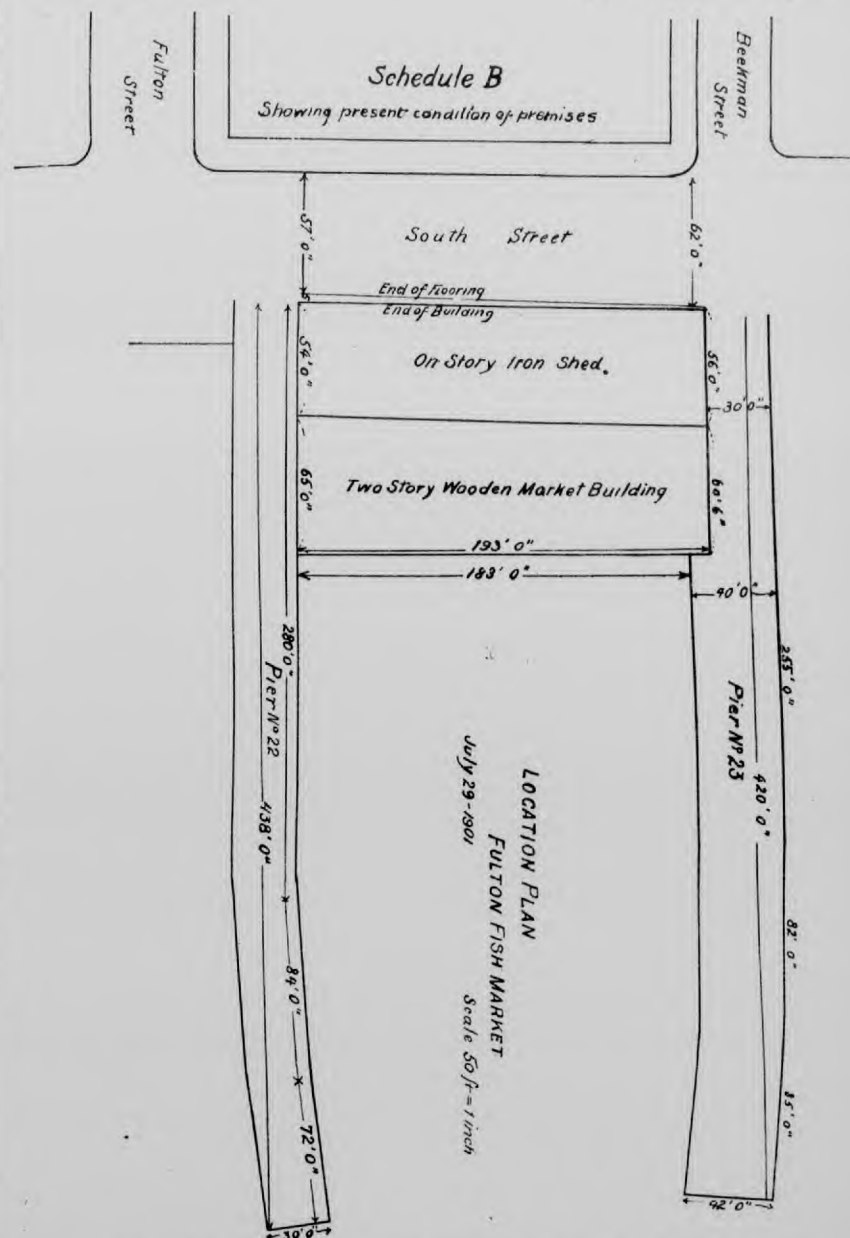 Fulton
Street
Schedule B
Showing present condition of premises
Beekman
Street
57'0"
South Street
62'0"
End of Flooring
End of Building
54'0"
On Story Iron Shed.
56'0"
30'0"
65'0"
Two Story Wooden Market Building
60'6"
193'0"
183'0"
40'0"
280'0"
Pier Nº 22
438'0"
84'0"
72'0"
30'0"
LOCATION PLAN
FULTON FISH MARKET
July 29-1901
Scale 50 ft = 1 inch
Pier Nº 23
255'0"
420'0"
82'0"
85'0"
42'0"